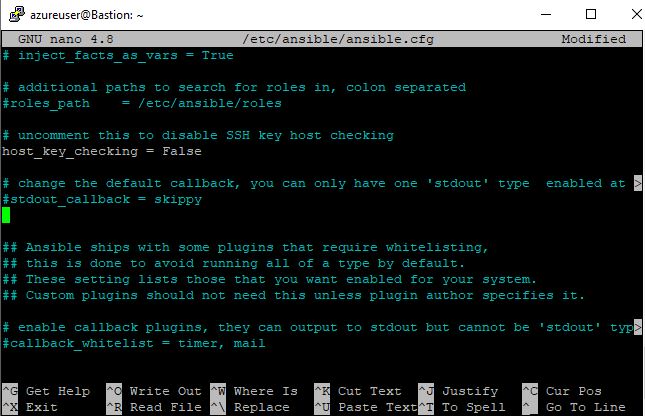 azureuser@Bastion: ~
GNU nano 4.8 /etc/ansible/ansible.cfg Modified
# inject_facts_as_vars = True
# additional paths to search for roles in, colon separated
#roles_path    = /etc/ansible/roles
# uncomment this to disable SSH key host checking
host_key_checking = False
# change the default callback, you can only have one 'stdout' type  enabled at >
#stdout_callback = skippy
## Ansible ships with some plugins that require whitelisting,
## this is done to avoid running all of a type by default.
## These setting lists those that you want enabled for your system.
## Custom plugins should not need this unless plugin author specifies it.
# enable callback plugins, they can output to stdout but cannot be 'stdout' typ>
#callback_whitelist = timer, mail
^G Get Help ^O Write Out ^W Where Is ^K Cut Text ^J Justify ^C Cur Pos
^X Exit ^R Read File ^\ Replace ^U Paste Text ^T To Spell ^_ Go To Line